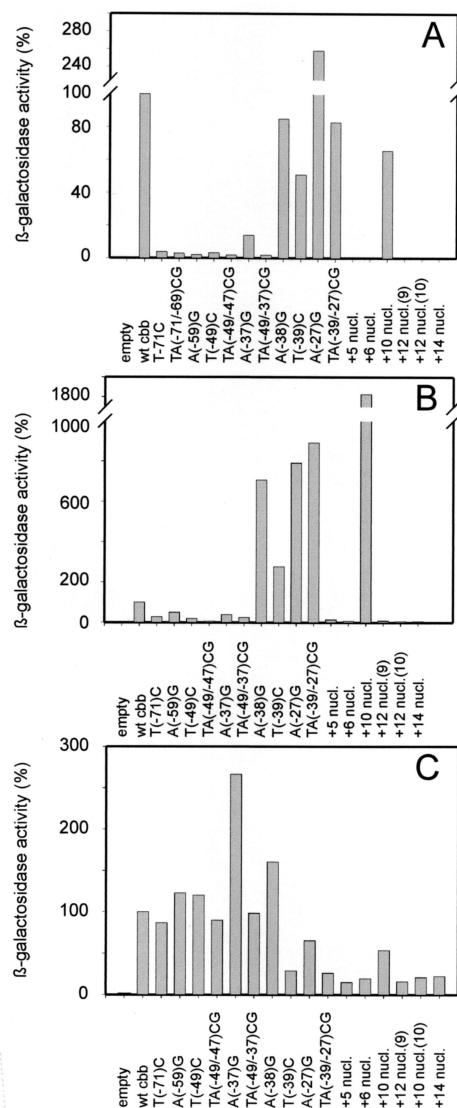 A
ß-galactosidase activity (%)
280
240
100
80
40
0
empty
wt cbb
T-71C
TA(-71/-69)CG
A(-59)G
T(-49)C
TA(-49/-47)CG
A(-37)G
TA(-49/-37)CG
A(-38)G
T(-39)C
A(-27)G
TA(-39/-27)CG
+5 nucl.
+6 nucl.
+10 nucl.
+12 nucl.(9)
+12 nucl.(10)
+14 nucl.
B
ß-galactosidase activity (%)
1800
1000
600
200
0
empty
wt cbb
T(-71)C
A(-59)G
T(-49)C
TA(-49/-47)CG
A(-37)G
TA(-49/-37)CG
A(-38)G
T(-39)C
A(-27)G
TA(-39/-27)CG
+5 nucl.
+6 nucl.
+10 nucl.
+12 nucl.(9)
+12 nucl.(10)
+14 nucl.
C
ß-galactosidase activity (%)
300
200
100
0
empty
wt cbb
T(-71)C
A(-59)G
T(-49)C
TA(-49/-47)CG
A(-37)G
TA(-49/-37)CG
A(-38)G
T(-39)C
A(-27)G
TA(-39/-27)CG
+5 nucl.
+6 nucl.
+10 nucl.
+12 nucl.(9)
+10 nucl.(10)
+14 nucl.